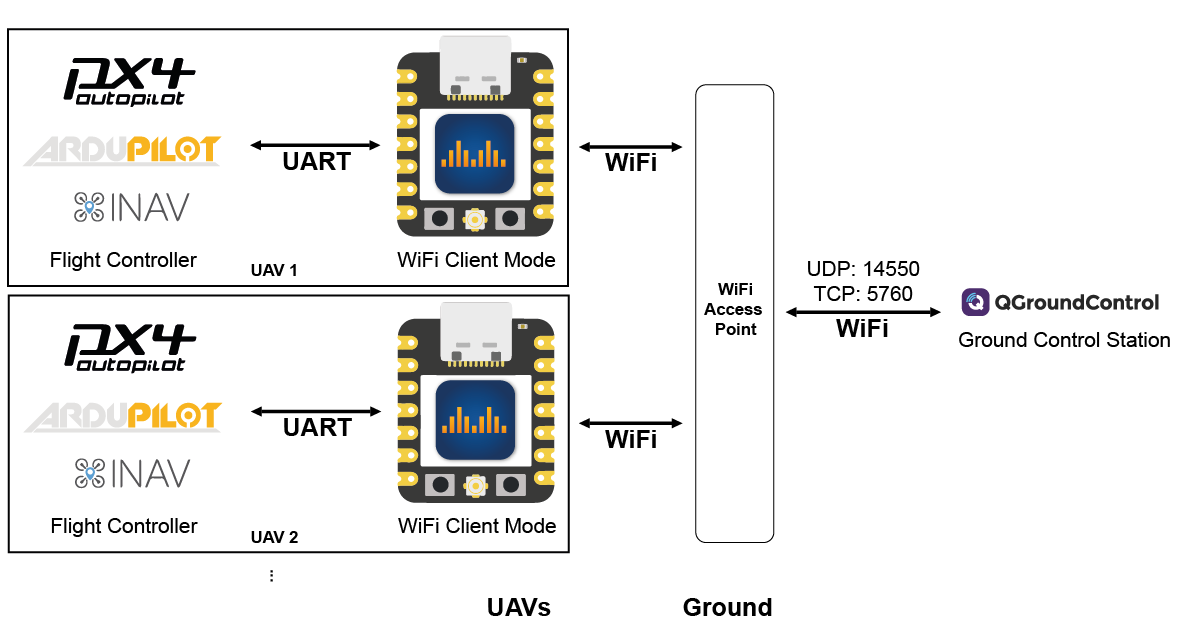 PX4
autopilot
ARDUPILOT
INAV
Flight Controller
UART
WiFi Client Mode
UAV 1
WiFi
PX4
autopilot
ARDUPILOT
INAV
Flight Controller
UART
WiFi Client Mode
UAV 2
WiFi
⋮
WiFi
Access
Point
UDP: 14550
TCP: 5760
WiFi
QGroundControl
Ground Control Station
UAVs
Ground